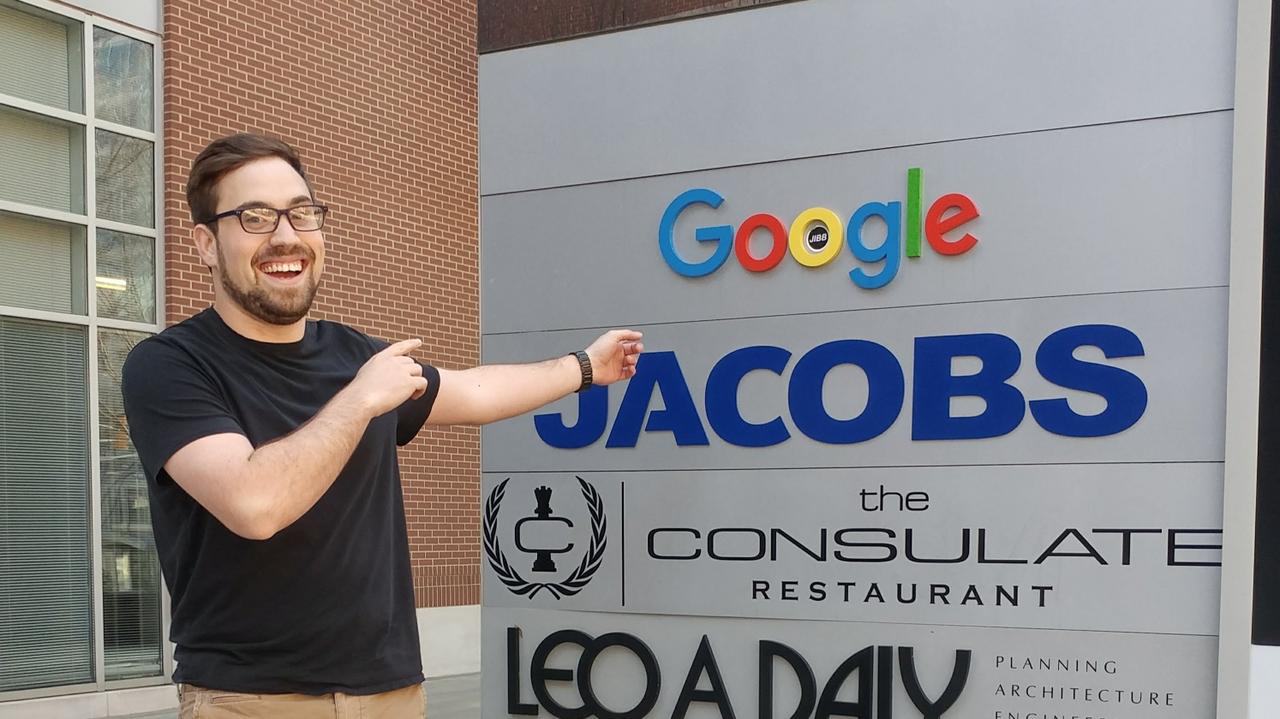 Google
JIBB
JACOBS
C
the
CONSULATE
RESTAURANT
LEO A DALY
PLANNING
ARCHITECTURE